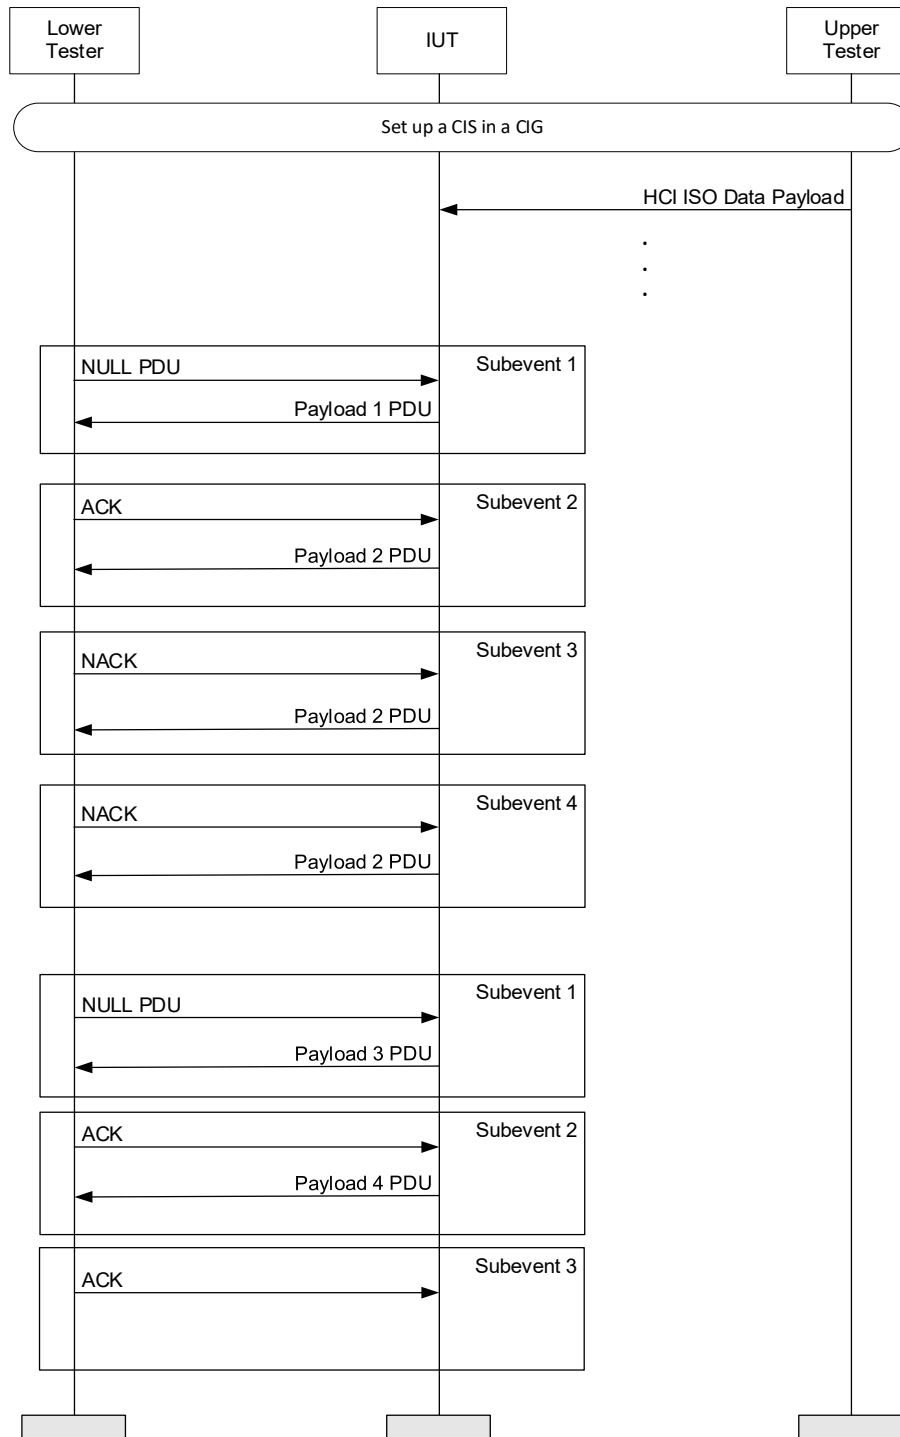 Lower
Tester
IUT
Upper
Tester
Set up a CIS in a CIG
HCI ISO Data Payload
.
.
.
Subevent 1
NULL PDU
Payload 1 PDU
Subevent 2
ACK
Payload 2 PDU
Subevent 3
NACK
Payload 2 PDU
Subevent 4
NACK
Payload 2 PDU
Subevent 1
NULL PDU
Payload 3 PDU
Subevent 2
ACK
Payload 4 PDU
Subevent 3
ACK